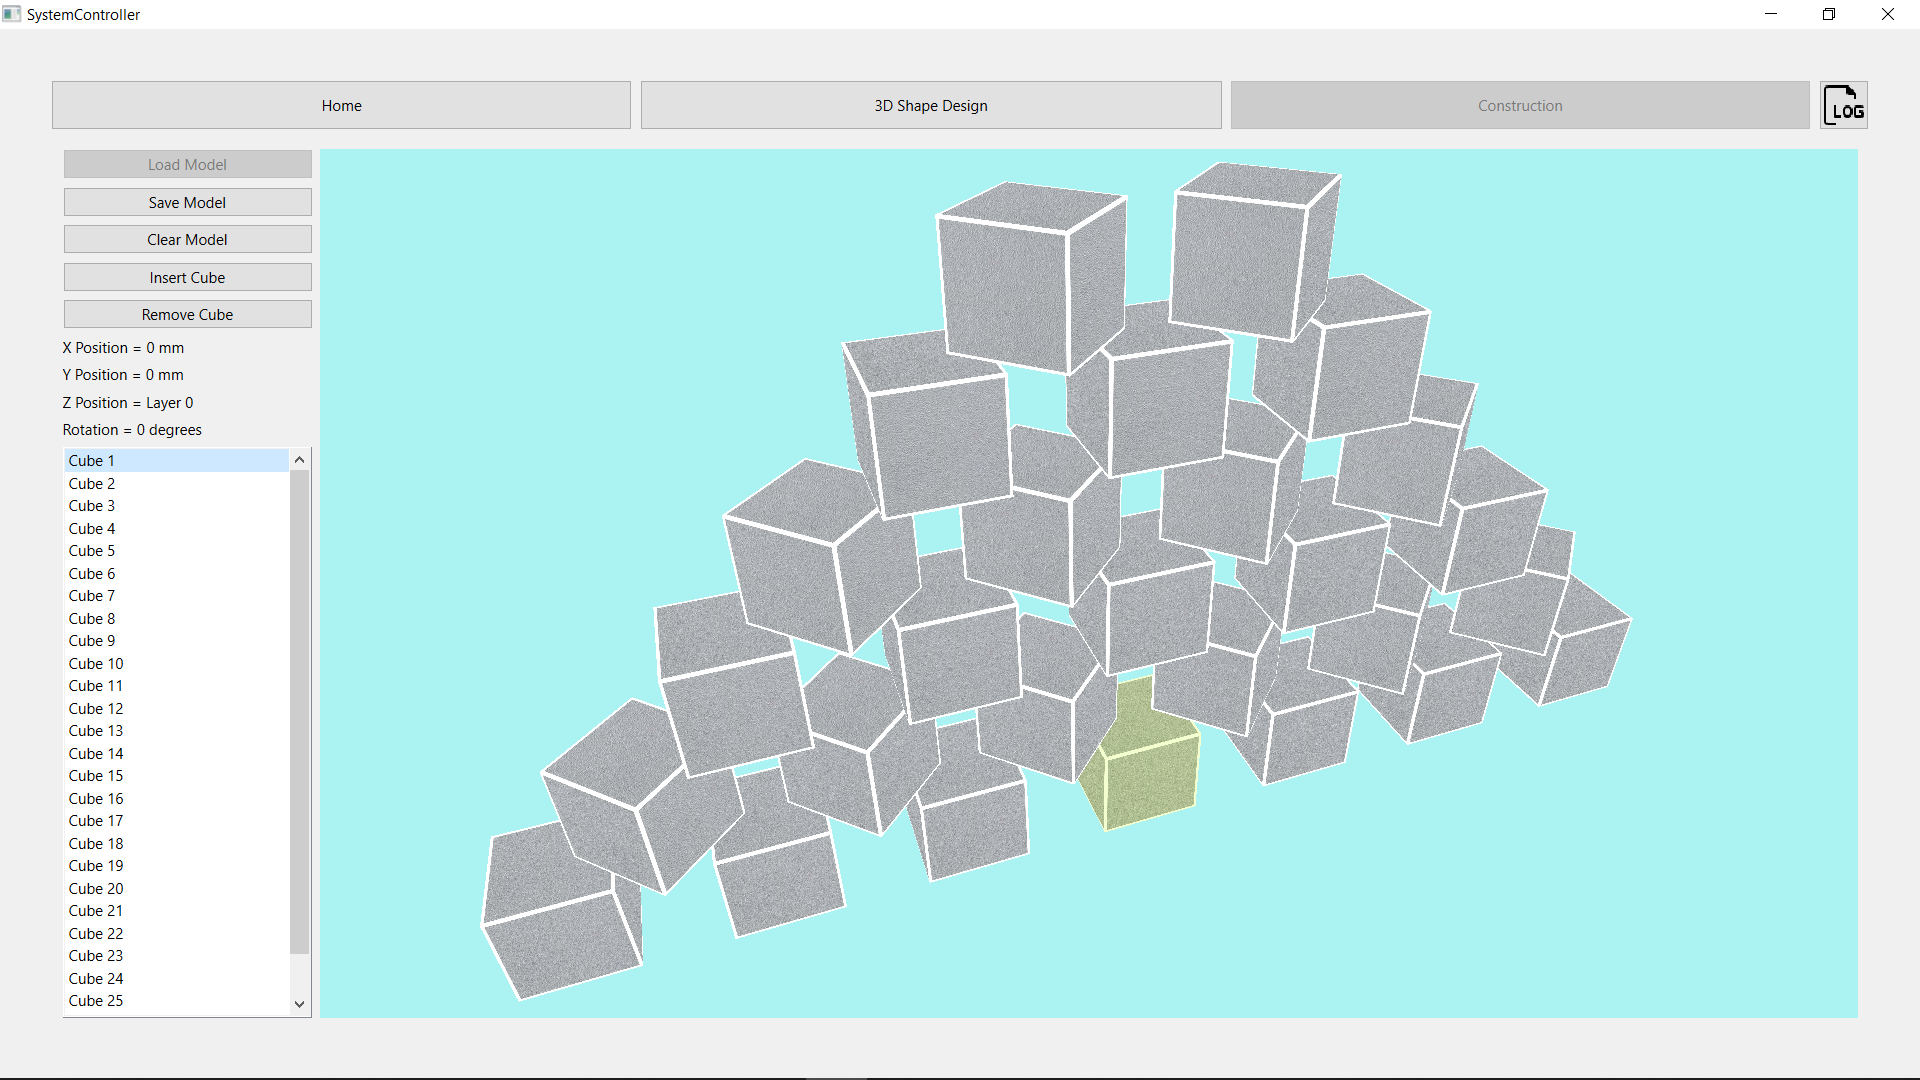 SystemController
Home
3D Shape Design
Construction
LOG
Load Model
Save Model
Clear Model
Insert Cube
Remove Cube
X Position = 0 mm
Y Position = 0 mm
Z Position = Layer 0
Rotation = 0 degrees
Cube 1
Cube 2
Cube 3
Cube 4
Cube 5
Cube 6
Cube 7
Cube 8
Cube 9
Cube 10
Cube 11
Cube 12
Cube 13
Cube 14
Cube 15
Cube 16
Cube 17
Cube 18
Cube 19
Cube 20
Cube 21
Cube 22
Cube 23
Cube 24
Cube 25